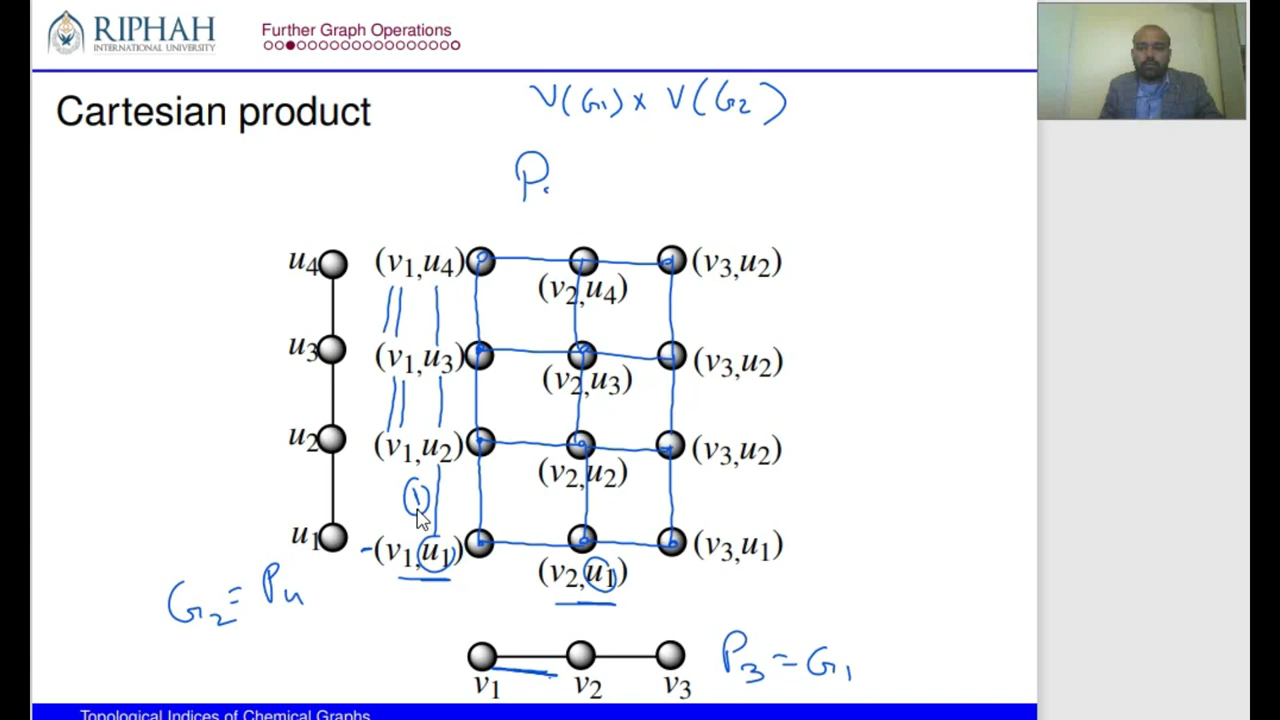 RIPHAH
INTERNATIONAL UNIVERSITY
Further Graph Operations
Cartesian product
V(G1) x V(G2)
P.
u4 (v1,u4) (v2,u4) (v3,u2)
u3 (v1,u3) (v2,u3) (v3,u2)
u2 (v1,u2) (v2,u2) (v3,u2)
1
u1 -(v1,u1) (v2,u1) (v3,u1)
G2 = P4
P3 = G1
v1 v2 v3
Topological Indices of Chemical Graphs